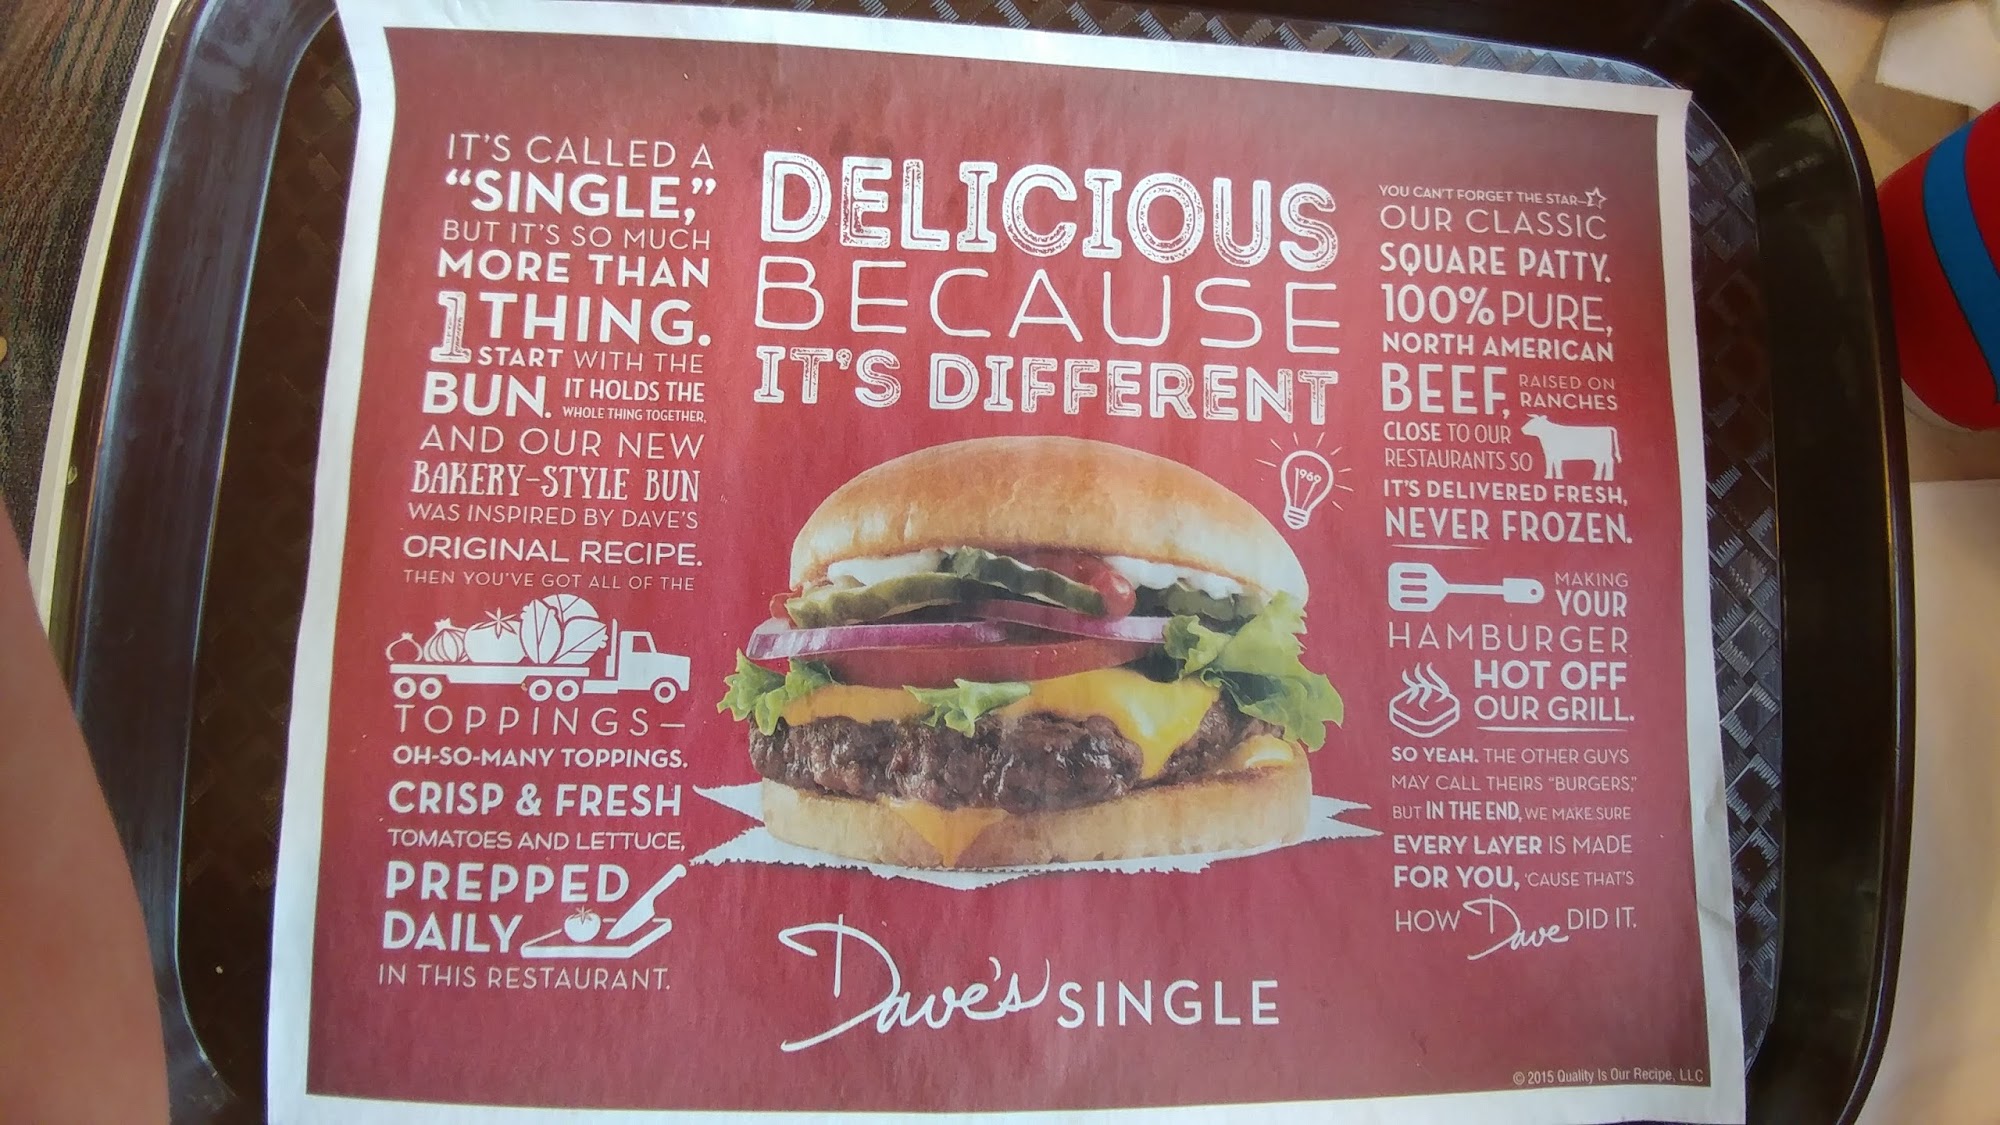 IT'S CALLED A
“SINGLE,”
BUT IT'S SO MUCH
MORE THAN
1 THING.
START WITH THE
BUN. IT HOLDS THE
WHOLE THING TOGETHER,
AND OUR NEW
BAKERY-STYLE BUN
WAS INSPIRED BY DAVE'S
ORIGINAL RECIPE.
THEN YOU'VE GOT ALL OF THE
TOPPINGS—
OH-SO-MANY TOPPINGS.
CRISP & FRESH
TOMATOES AND LETTUCE,
PREPPED
DAILY
IN THIS RESTAURANT.
DELICIOUS
BECAUSE
IT'S DIFFERENT
1969
Dave's SINGLE
YOU CAN'T FORGET THE STAR—
OUR CLASSIC
SQUARE PATTY.
100% PURE,
NORTH AMERICAN
BEEF, RAISED ON
RANCHES
CLOSE TO OUR
RESTAURANTS SO
IT'S DELIVERED FRESH,
NEVER FROZEN.
MAKING
YOUR
HAMBURGER
HOT OFF
OUR GRILL.
SO YEAH. THE OTHER GUYS
MAY CALL THEIRS “BURGERS,”
BUT IN THE END, WE MAKE SURE
EVERY LAYER IS MADE
FOR YOU, 'CAUSE THAT'S
HOW Dave DID IT.
© 2015 Quality Is Our Recipe, LLC